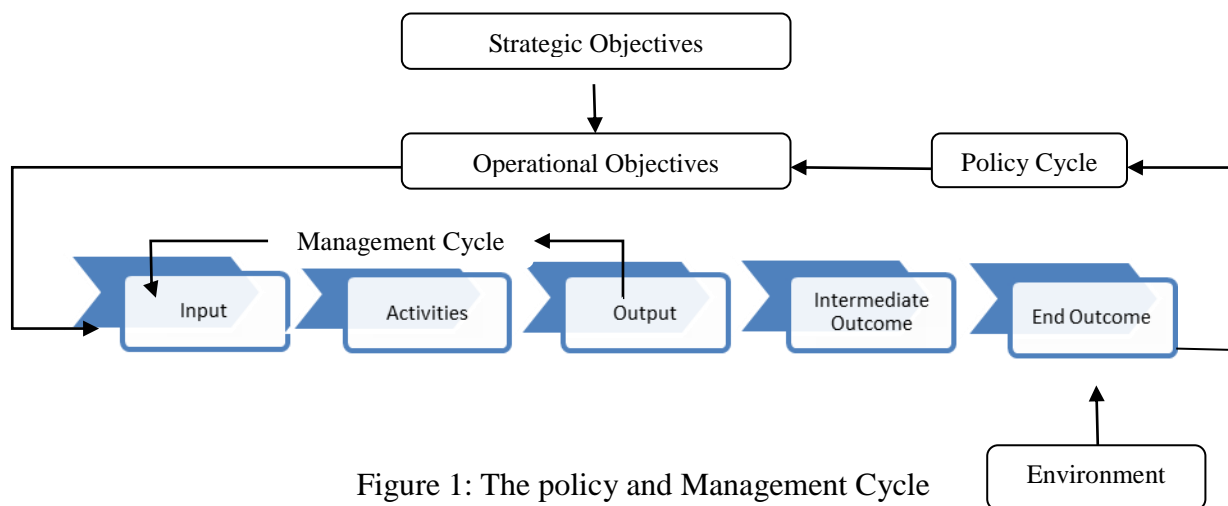 Strategic Objectives
Operational Objectives
Policy Cycle
Management Cycle
Input
Activities
Output
Intermediate
Outcome
End Outcome
Environment
Figure 1: The policy and Management Cycle